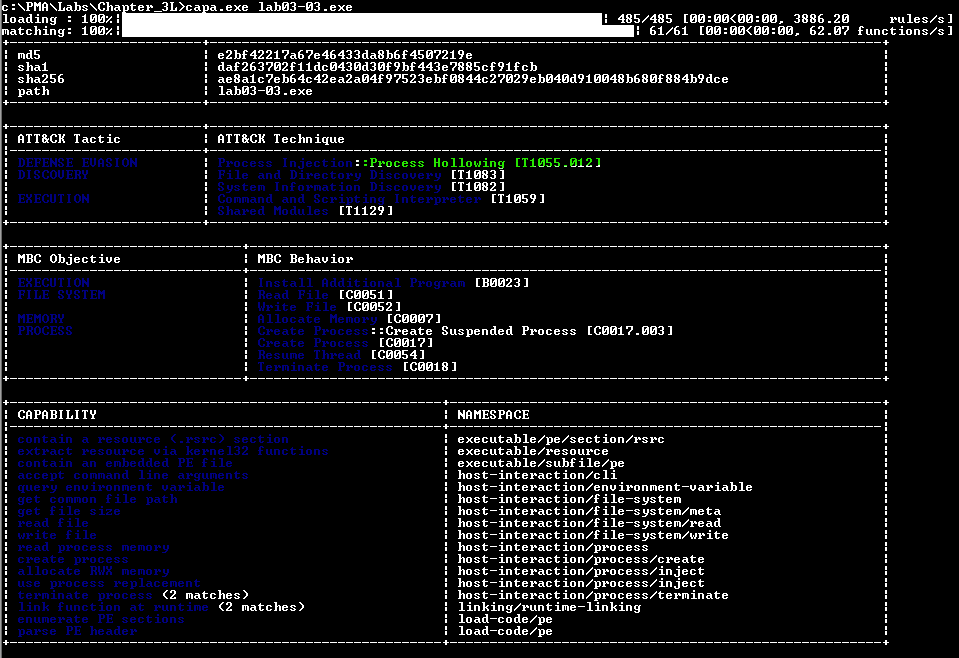 c:\PMA\Labs\Chapter_3L>capa.exe lab03-03.exe
loading : 100%| | 485/485 [00:00<00:00, 3886.20 rules/s]
matching: 100%| | 61/61 [00:00<00:00, 62.07 functions/s]
md5 e2bf42217a67e46433da8b6f4507219e
sha1 daf263702f11dc0430d30f9bf443e7885cf91fcb
sha256 ae8a1c7eb64c42ea2a04f97523ebf0844c27029eb040d910048b680f884b9dce
path lab03-03.exe
ATT&CK Tactic ATT&CK Technique
DEFENSE EVASION Process Injection::Process Hollowing [T1055.012]
DISCOVERY File and Directory Discovery [T1083]
System Information Discovery [T1082]
EXECUTION Command and Scripting Interpreter [T1059]
Shared Modules [T1129]
MBC Objective MBC Behavior
EXECUTION Install Additional Program [B0023]
FILE SYSTEM Read File [C0051]
Write File [C0052]
MEMORY Allocate Memory [C0007]
PROCESS Create Process::Create Suspended Process [C0017.003]
Create Process [C0017]
Resume Thread [C0054]
Terminate Process [C0018]
CAPABILITY NAMESPACE
contain a resource (.rsrc) section executable/pe/section/rsrc
extract resource via kernel32 functions executable/resource
contain an embedded PE file executable/subfile/pe
accept command line arguments host-interaction/cli
query environment variable host-interaction/environment-variable
get common file path host-interaction/file-system
get file size host-interaction/file-system/meta
read file host-interaction/file-system/read
write file host-interaction/file-system/write
read process memory host-interaction/process
create process host-interaction/process/create
allocate RWX memory host-interaction/process/inject
use process replacement host-interaction/process/inject
terminate process (2 matches) host-interaction/process/terminate
link function at runtime (2 matches) linking/runtime-linking
enumerate PE sections load-code/pe
parse PE header load-code/pe